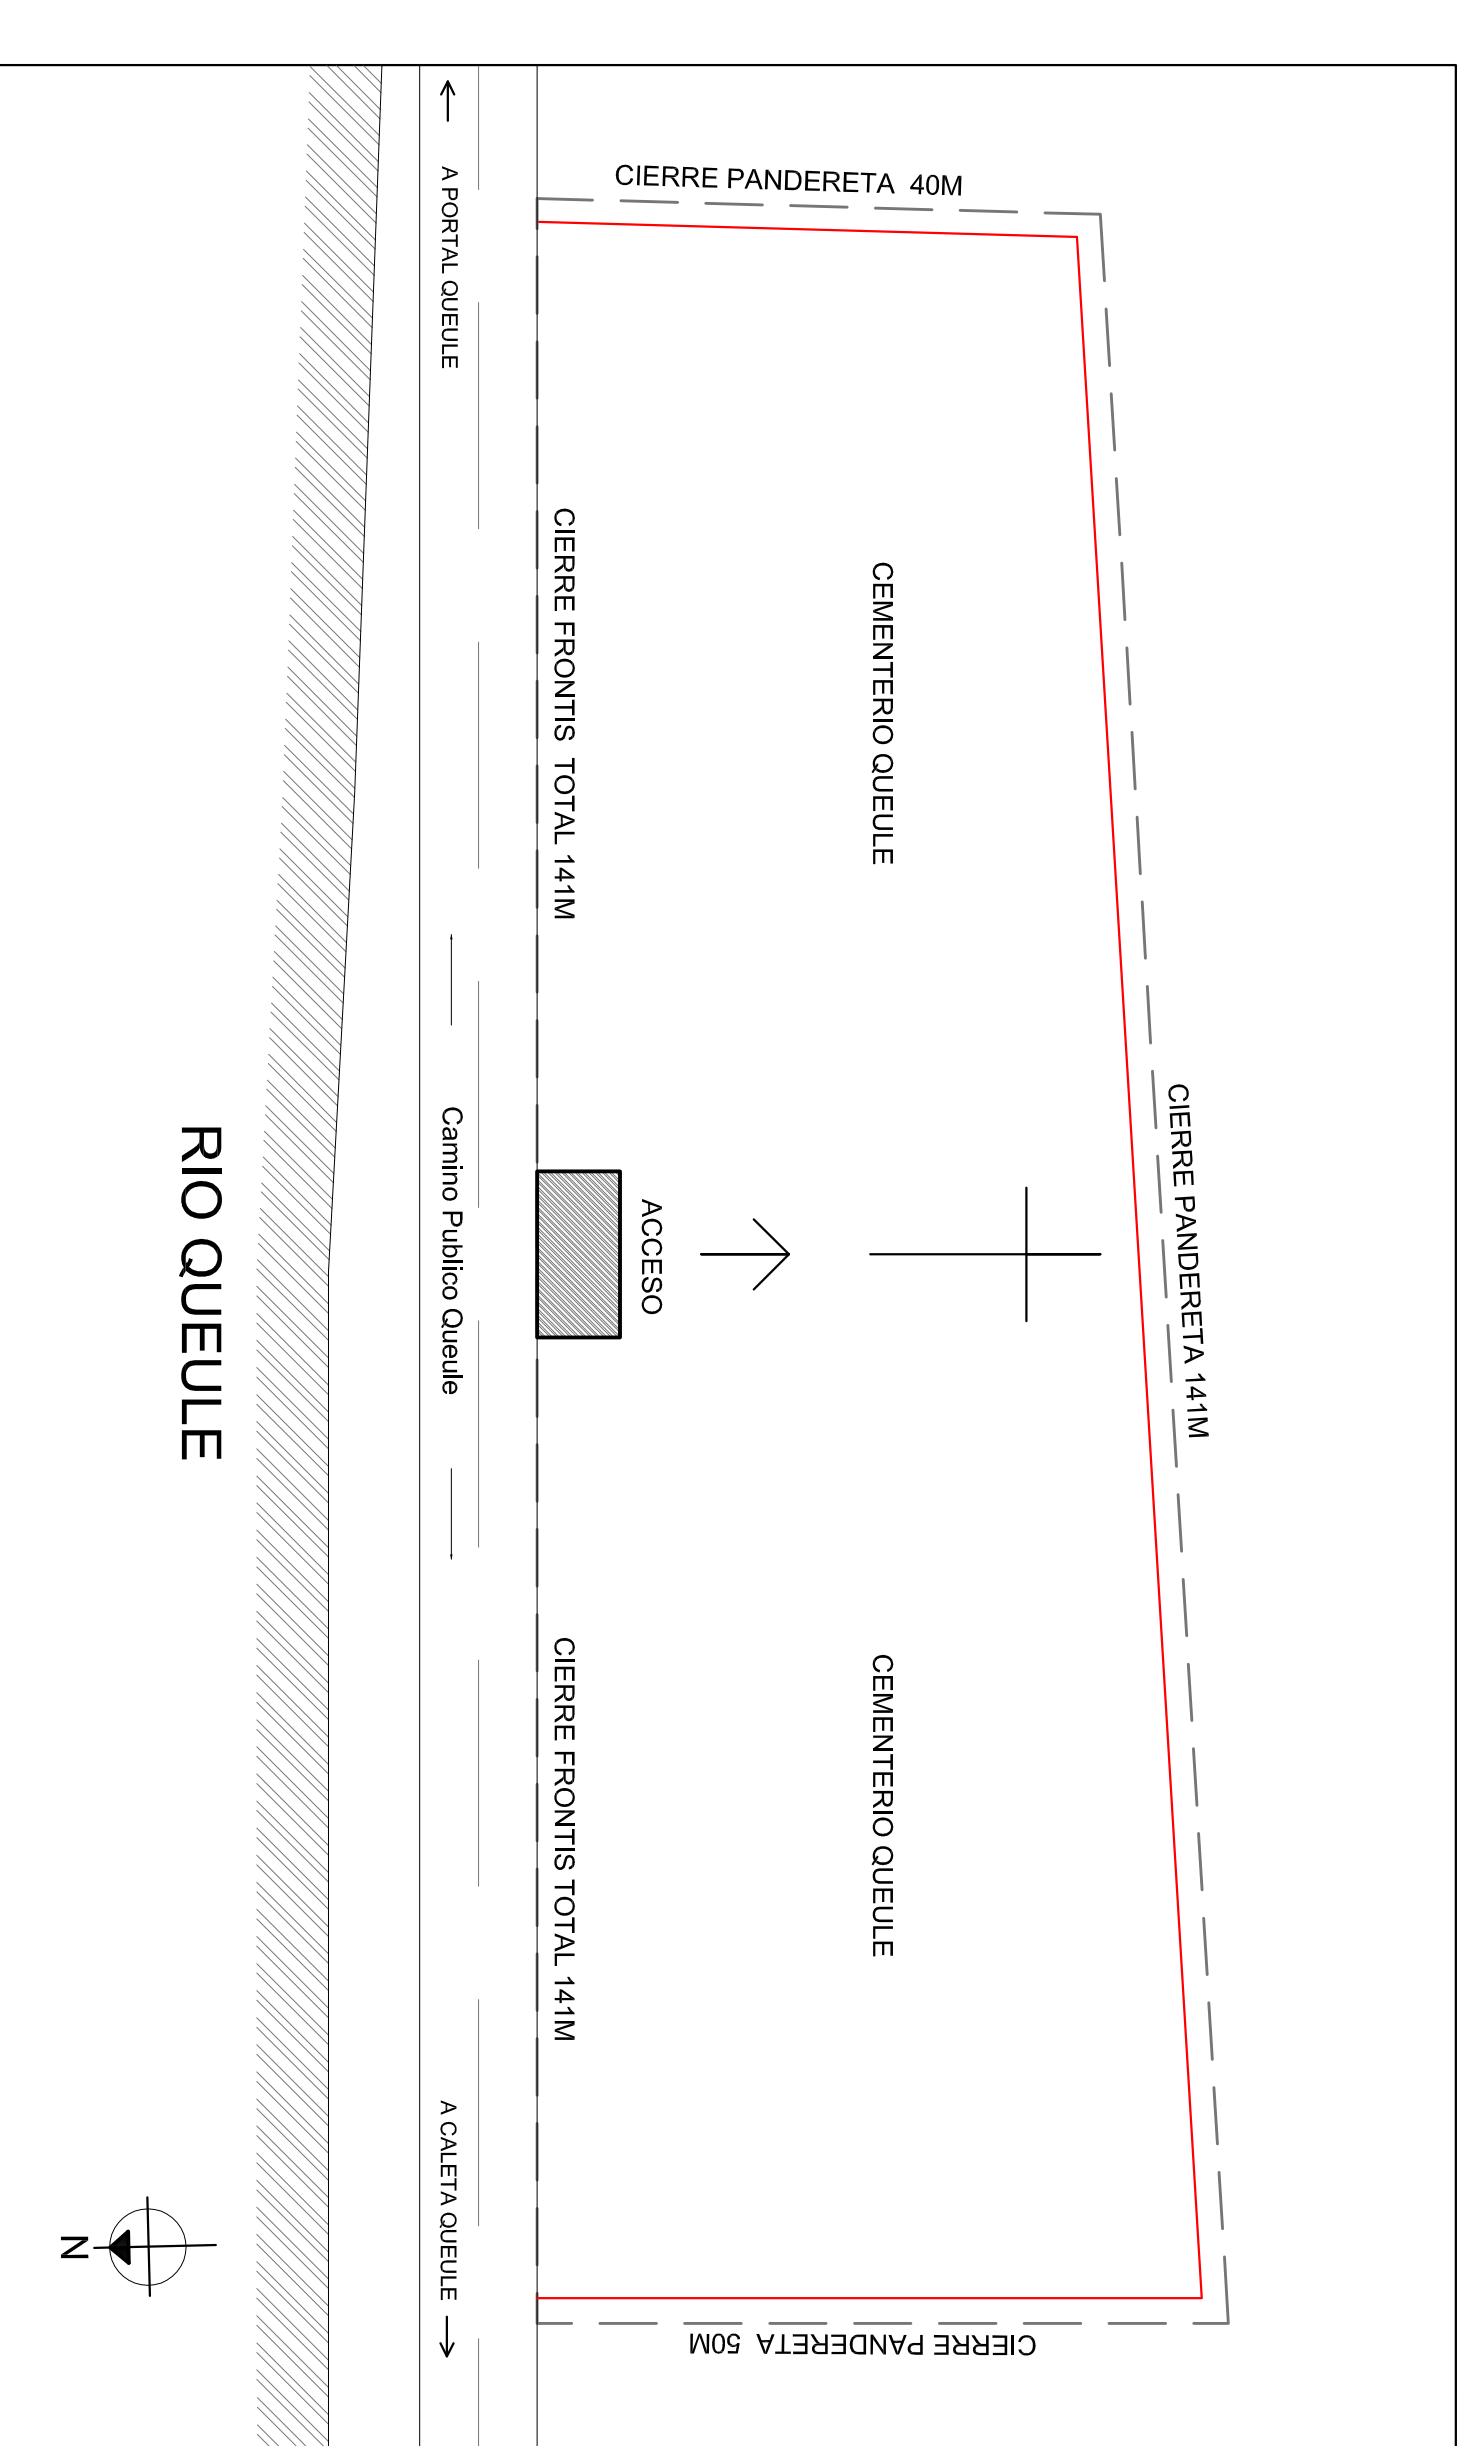 CIERRE PANDERETA 40M
A PORTAL QUEULE
CIERRE FRONTIS TOTAL 141M
CEMENTERIO QUEULE
CIERRE PANDERETA 141M
Camino Publico Queule
ACCESO
RIO QUEULE
CIERRE FRONTIS TOTAL 141M
CEMENTERIO QUEULE
A CALETA QUEULE
CIERRE PANDERETA 50M
N